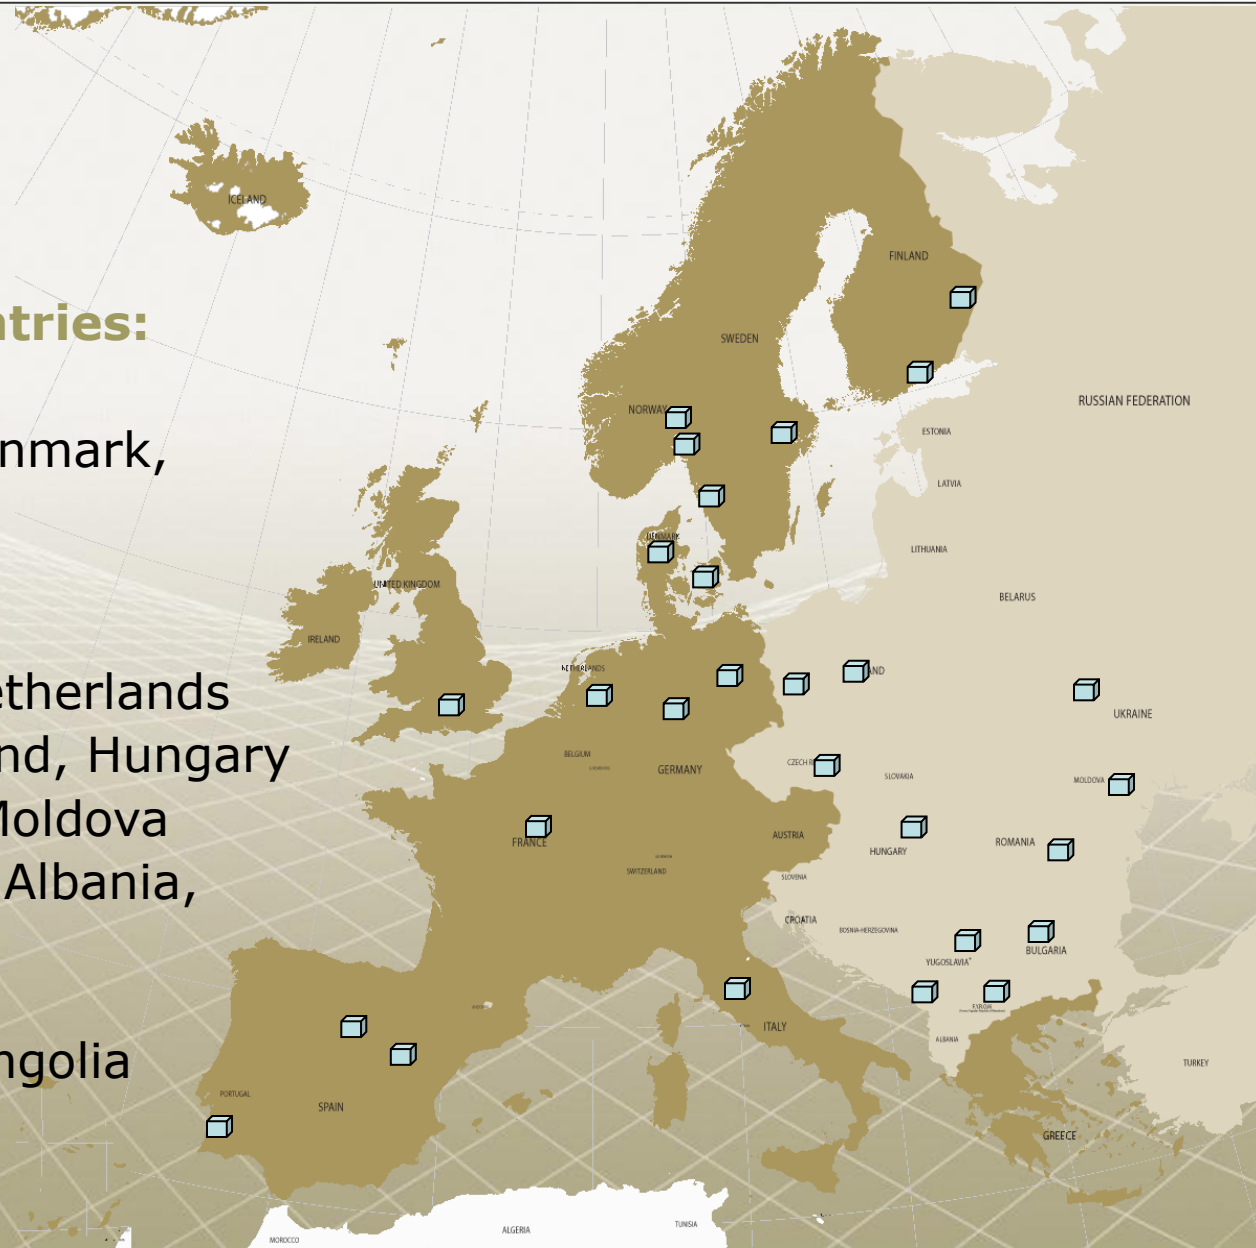 ICELAND
FINLAND
ntries:
SWEDEN
NORWAY
RUSSIAN FEDERATION
ESTONIA
nmark,
LATVIA
DENMARK
LITHUANIA
UNITED KINGDOM
BELARUS
IRELAND
NETHERLANDS
AND
etherlands
UKRAINE
nd, Hungary
BELGIUM
CZECH R
GERMANY
SLOVAKIA
MOLDOVA
Moldova
FRANCE
AUSTRIA
HUNGARY
ROMANIA
SWITZERLAND
SLOVENIA
Albania,
CROATIA
BOSNIA-HERZEGOVINA
YUGOSLAVIA*
BULGARIA
F.Y.R.O.M
ITALY
ALBANIA
ngolia
TURKEY
PORTUGAL
SPAIN
GREECE
ALGERIA
TUNISIA
MOROCCO